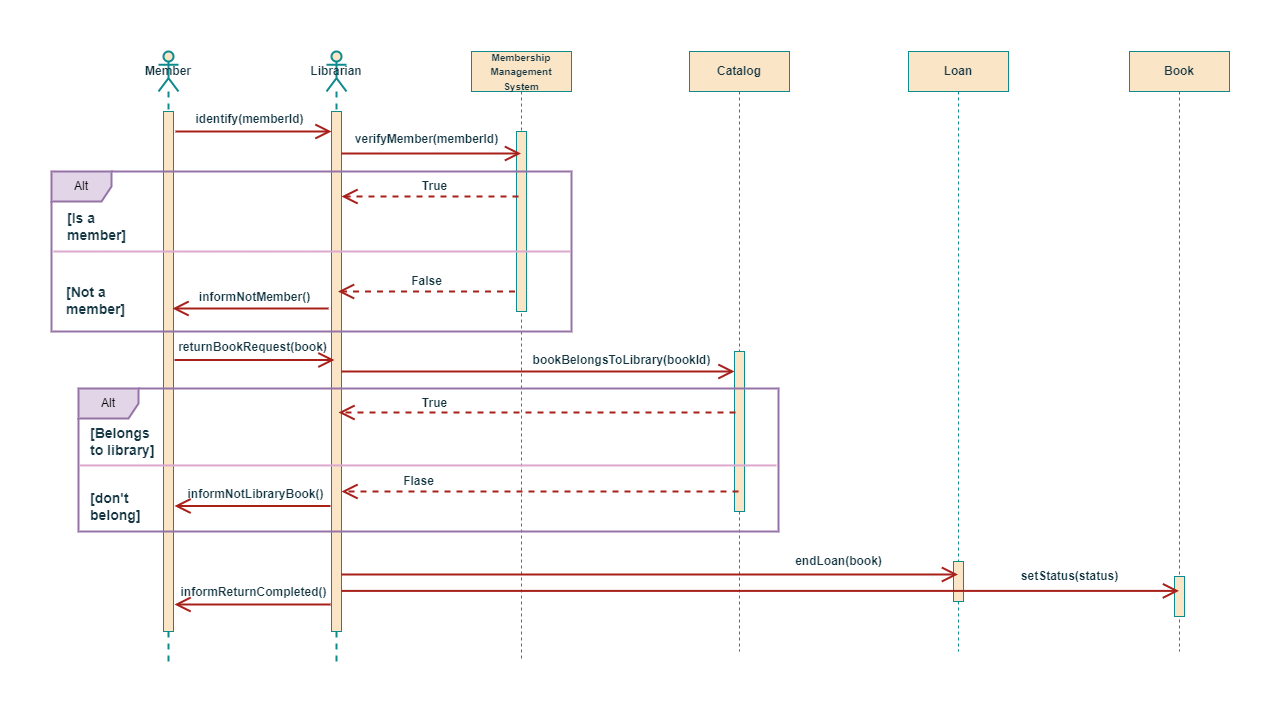 Member
Librarian
Membership
Management
System
Catalog
Loan
Book
identify(memberId)
verifyMember(memberId)
Alt
True
[Is a
member]
False
[Not a
member]
informNotMember()
returnBookRequest(book)
bookBelongsToLibrary(bookId)
Alt
True
[Belongs
to library]
Flase
[don't
belong]
informNotLibraryBook()
endLoan(book)
setStatus(status)
informReturnCompleted()